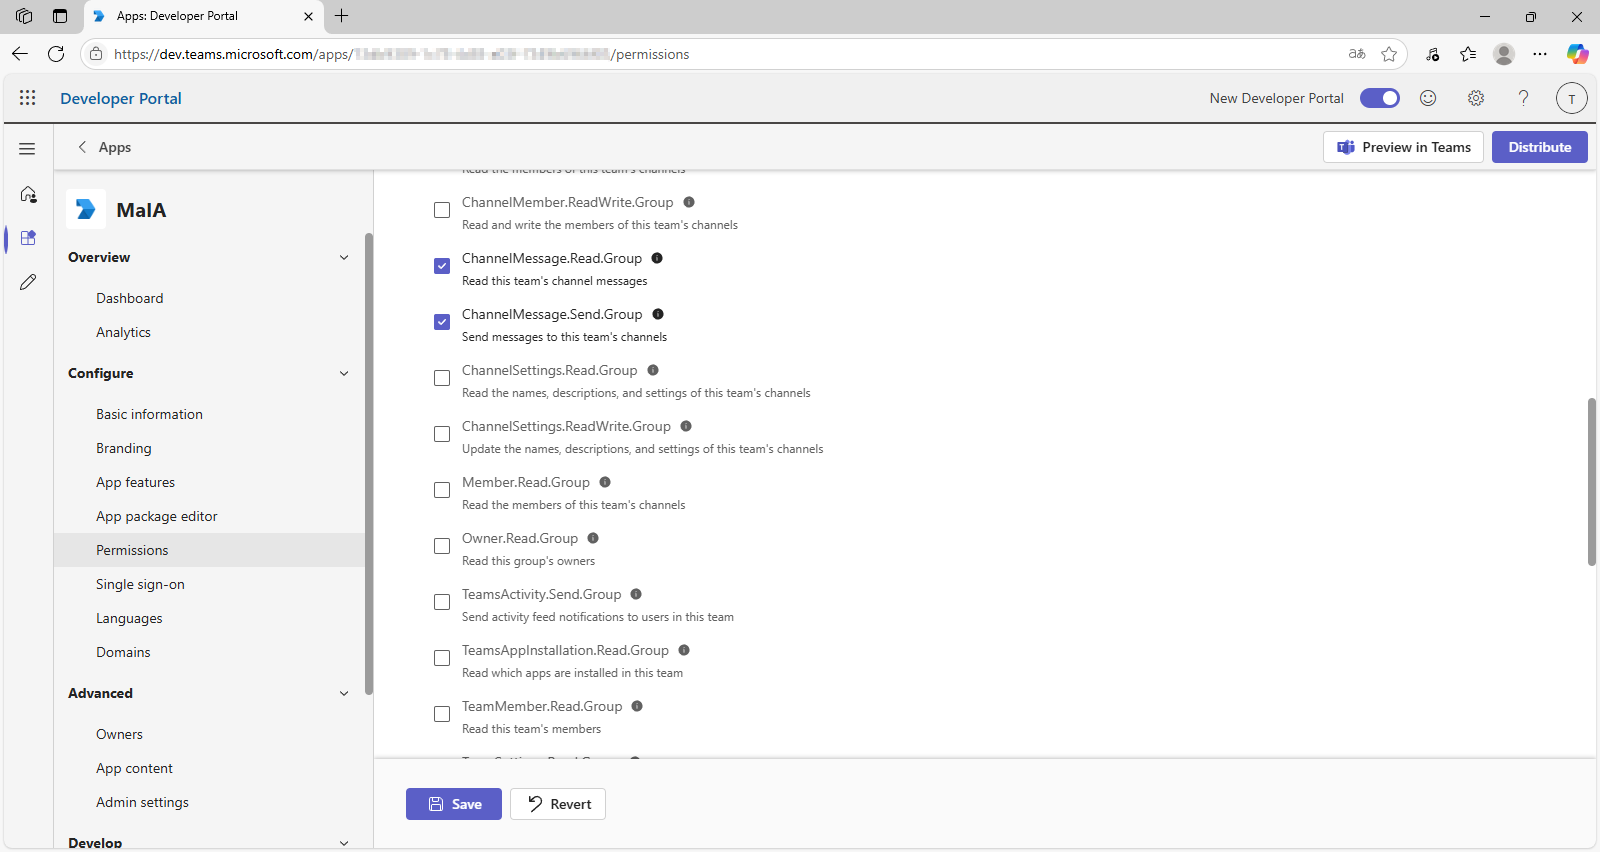 Apps: Developer Portal
https://dev.teams.microsoft.com/apps/ /permissions
Developer Portal
New Developer Portal
T
Apps
Preview in Teams
Distribute
MaIA
Overview
Dashboard
Analytics
Configure
Basic information
Branding
App features
App package editor
Permissions
Single sign-on
Languages
Domains
Advanced
Owners
App content
Admin settings
Develop
Read the members of this team's channels
ChannelMember.ReadWrite.Group
Read and write the members of this team's channels
ChannelMessage.Read.Group
Read this team's channel messages
ChannelMessage.Send.Group
Send messages to this team's channels
ChannelSettings.Read.Group
Read the names, descriptions, and settings of this team's channels
ChannelSettings.ReadWrite.Group
Update the names, descriptions, and settings of this team's channels
Member.Read.Group
Read the members of this team's channels
Owner.Read.Group
Read this group's owners
TeamsActivity.Send.Group
Send activity feed notifications to users in this team
TeamsAppInstallation.Read.Group
Read which apps are installed in this team
TeamMember.Read.Group
Read this team's members
Save
Revert